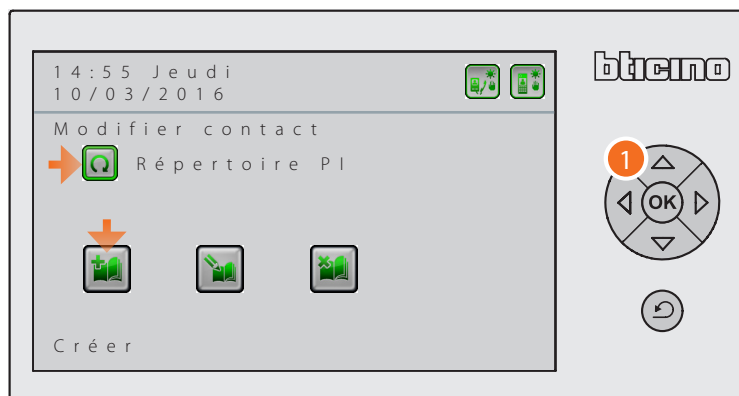 14:55 Jeudi
10/03/2016
bticino
Modifier contact
Répertoire PI
1
OK
Créer